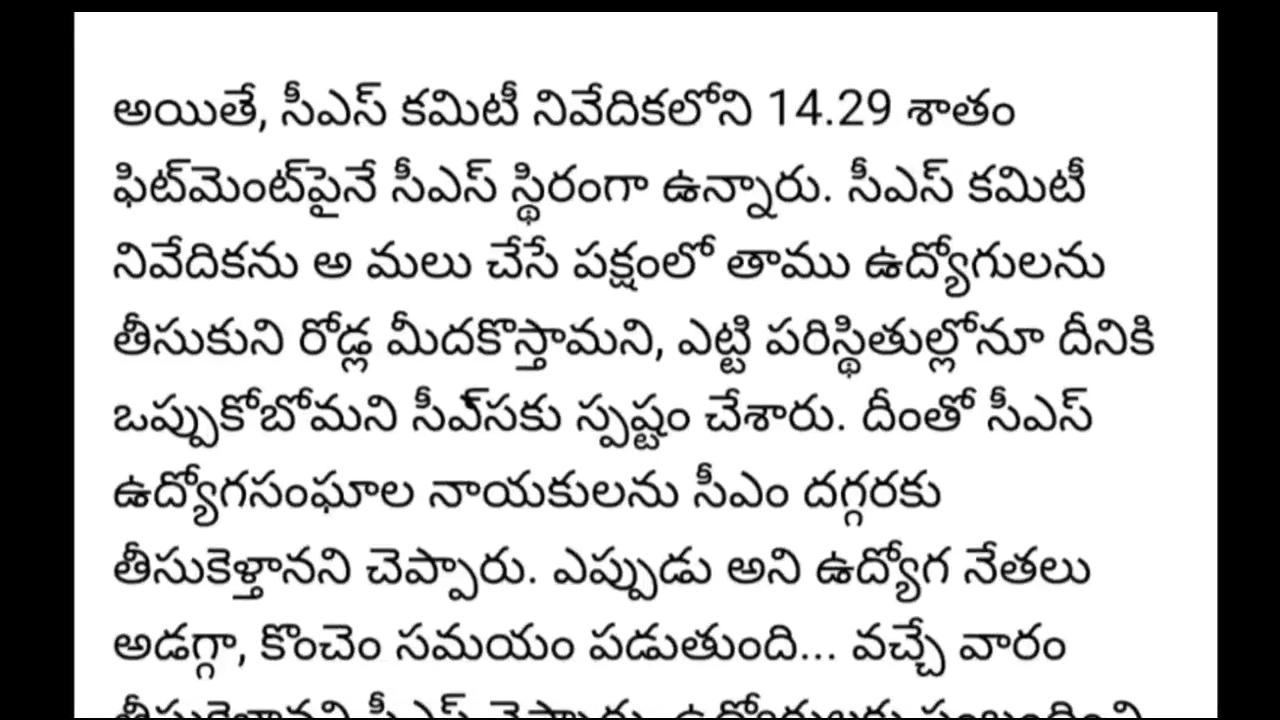 అయితే, సీఎస్ కమిటీ నివేదికలోని 14.29 శాతం
ఫిట్‌మెంట్‌పైనే సీఎస్ స్థిరంగా ఉన్నారు. సీఎస్ కమిటీ
నివేదికను అ మలు చేసే పక్షంలో తాము ఉద్యోగులను
తీసుకుని రోడ్ల మీదకొస్తామని, ఎట్టి పరిస్థితుల్లోనూ దీనికి
ఒప్పుకోబోమని సీఎ్‌సకు స్పష్టం చేశారు. దీంతో సీఎస్
ఉద్యోగసంఘాల నాయకులను సీఎం దగ్గరకు
తీసుకెళ్తానని చెప్పారు. ఎప్పుడు అని ఉద్యోగ నేతలు
అడగ్గా, కొంచెం సమయం పడుతుంది... వచ్చే వారం
తీసుకెళ్తానని సీఎస్ చెప్పారు.